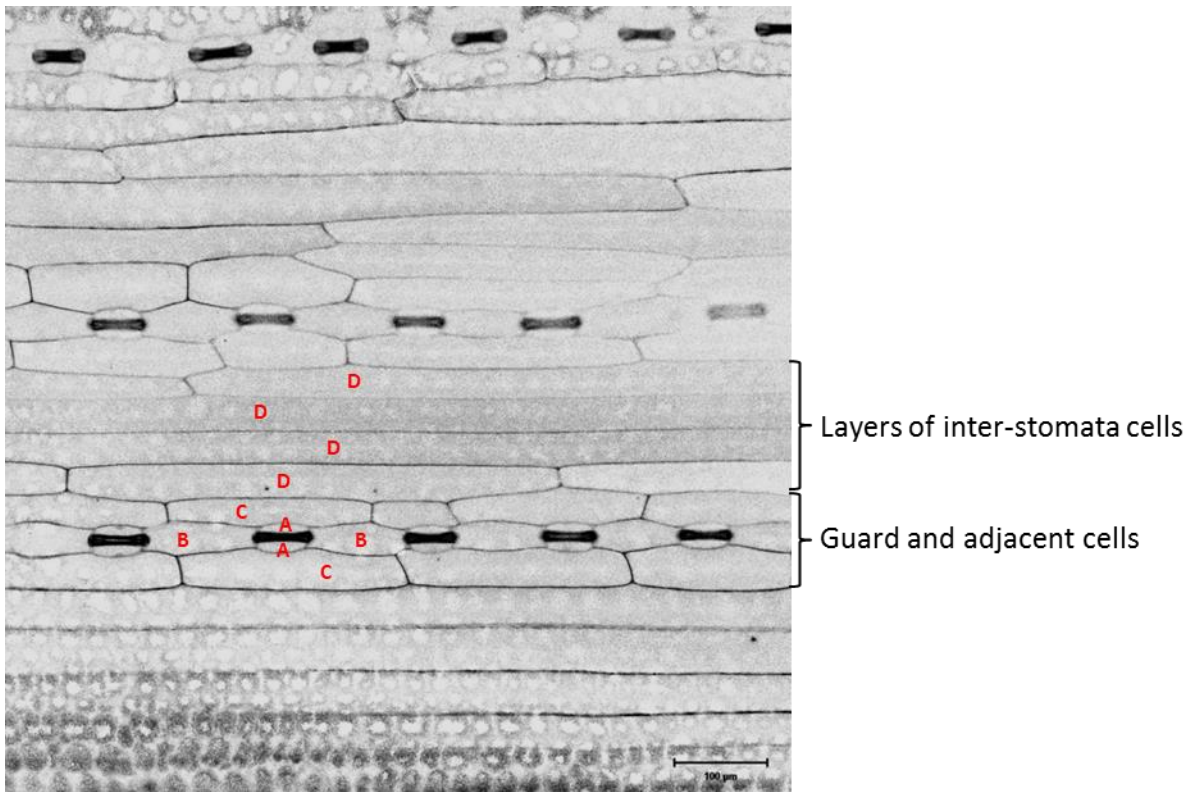 D
D
D
Layers of inter-stomata cells
D
C
A
B
B
Guard and adjacent cells
A
C
100 µm